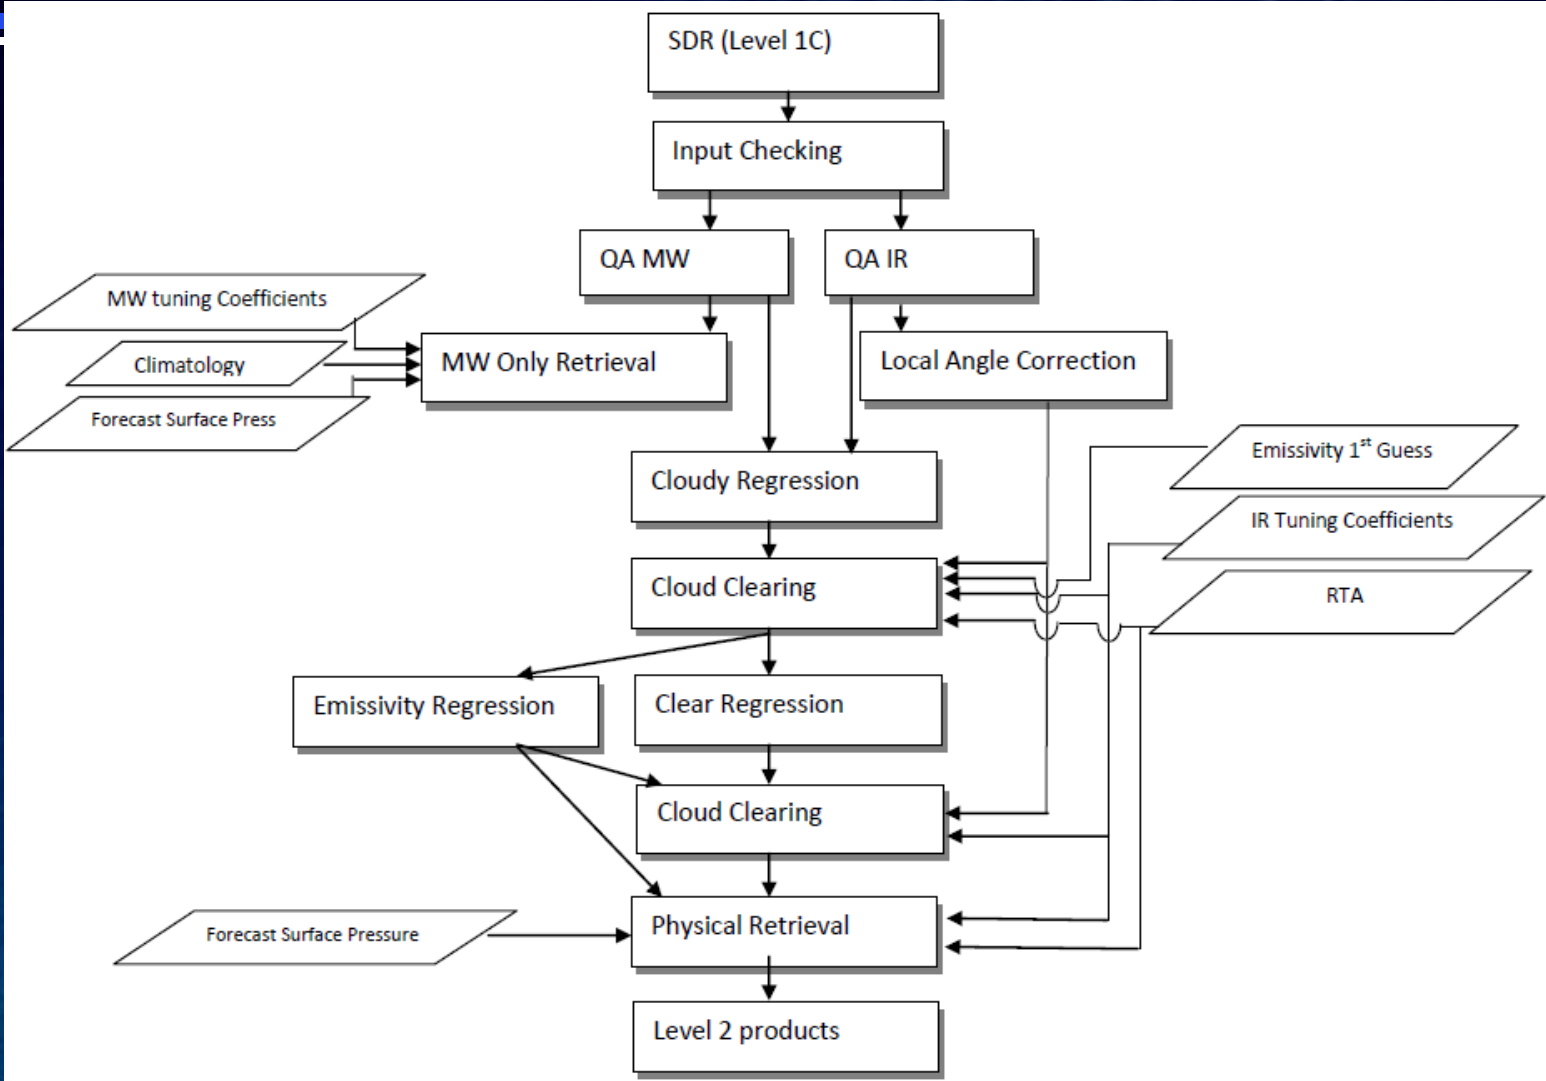 SDR (Level 1C)
Input Checking
QA MW
QA IR
MW tuning Coefficients
Climatology
Forecast Surface Press
MW Only Retrieval
Local Angle Correction
Emissivity 1st Guess
IR Tuning Coefficients
RTA
Cloudy Regression
Cloud Clearing
Emissivity Regression
Clear Regression
Cloud Clearing
Forecast Surface Pressure
Physical Retrieval
Level 2 products